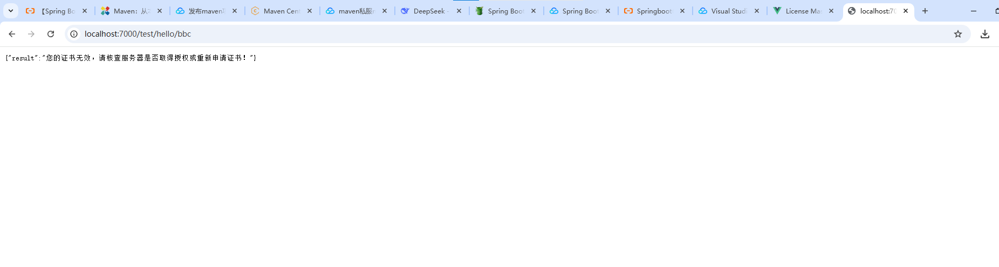 【Spring Bo
Maven：从
发布maven
Maven Cent
maven私服
DeepSeek -
Spring Boot
Spring Boot
Springboot
Visual Studi
License Ma
localhost:70
localhost:7000/test/hello/bbc
{"result":"您的证书无效，请核查服务器是否取得授权或重新申请证书！"}